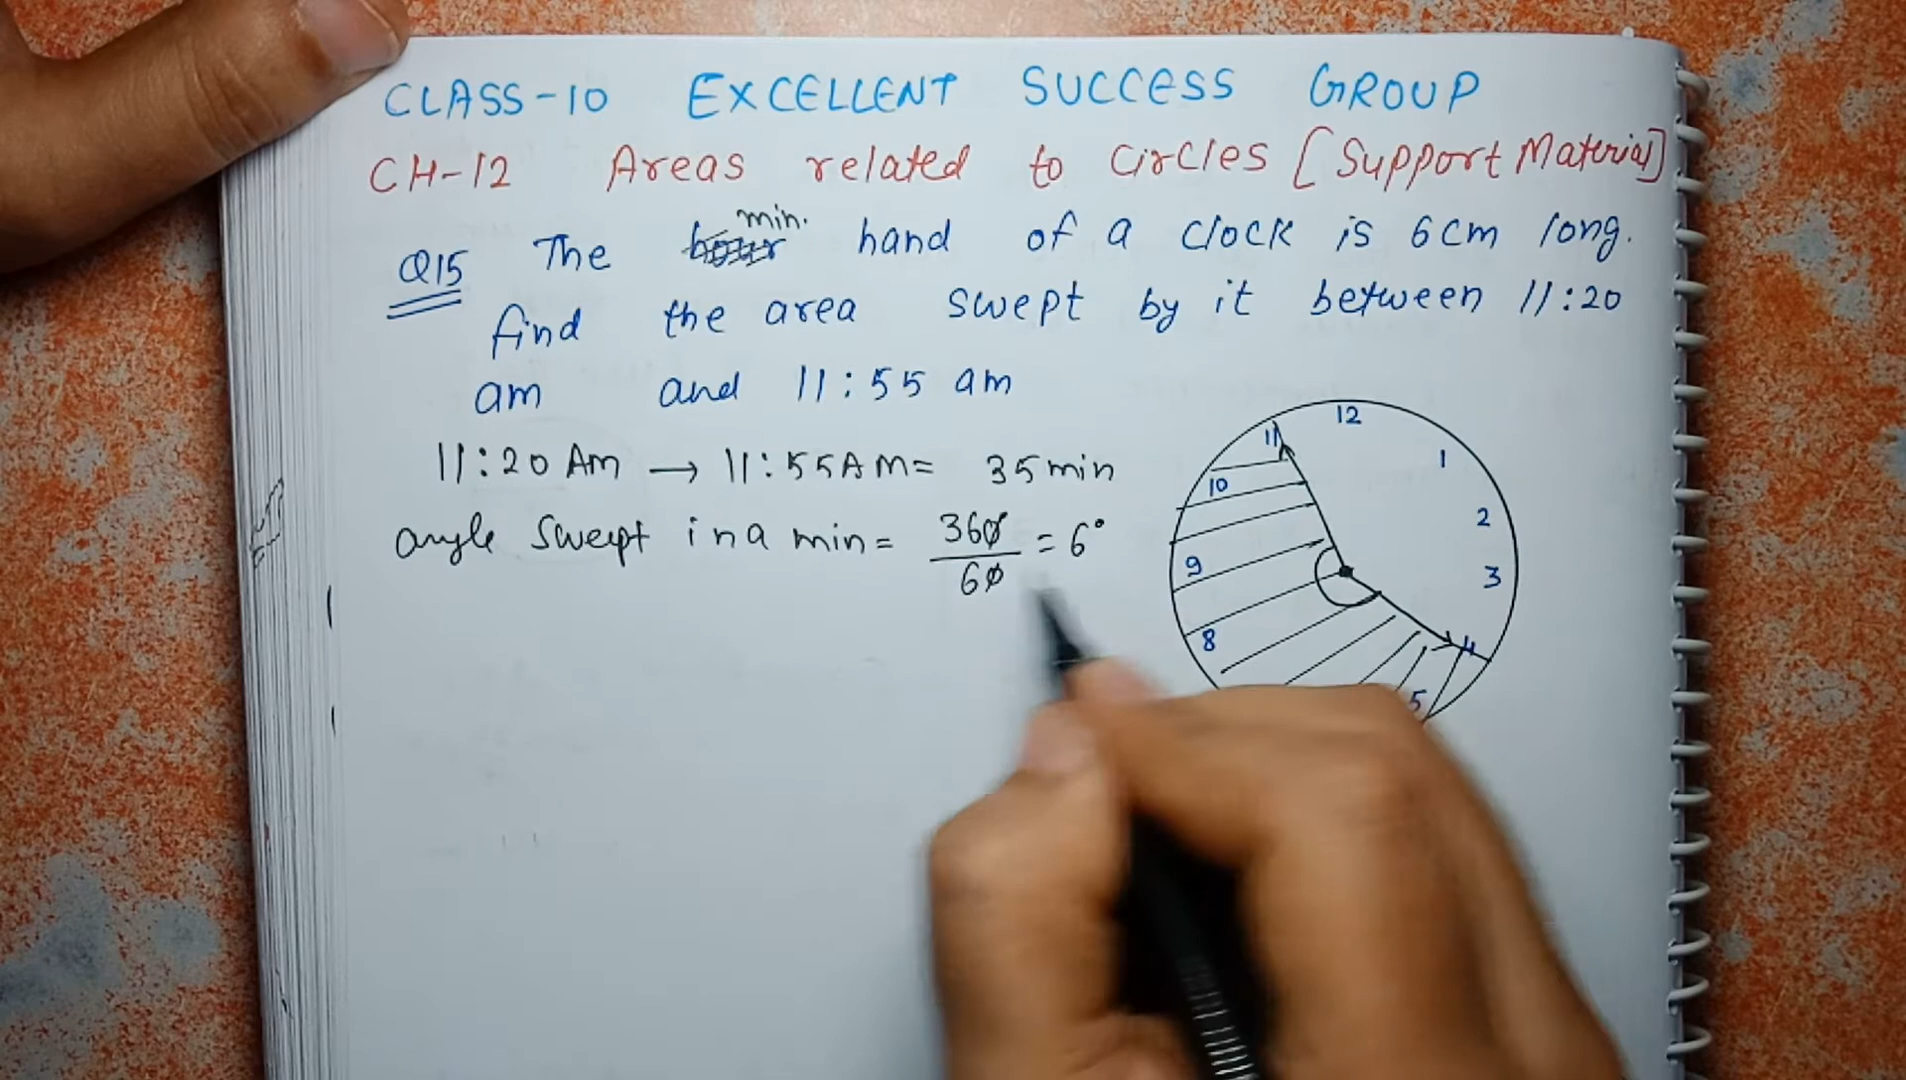 CLASS-10 EXCELLENT SUCCESS GROUP
CH-12 Areas related to Circles [Support Material]
min.
Q15 The hour hand of a clock is 6cm long.
find the area swept by it between 11:20
am and 11:55 am
11:20 Am → 11:55AM = 35 min
angle swept in a min = 360/60 = 6°
12
11
1
10
2
9
3
8
4
5